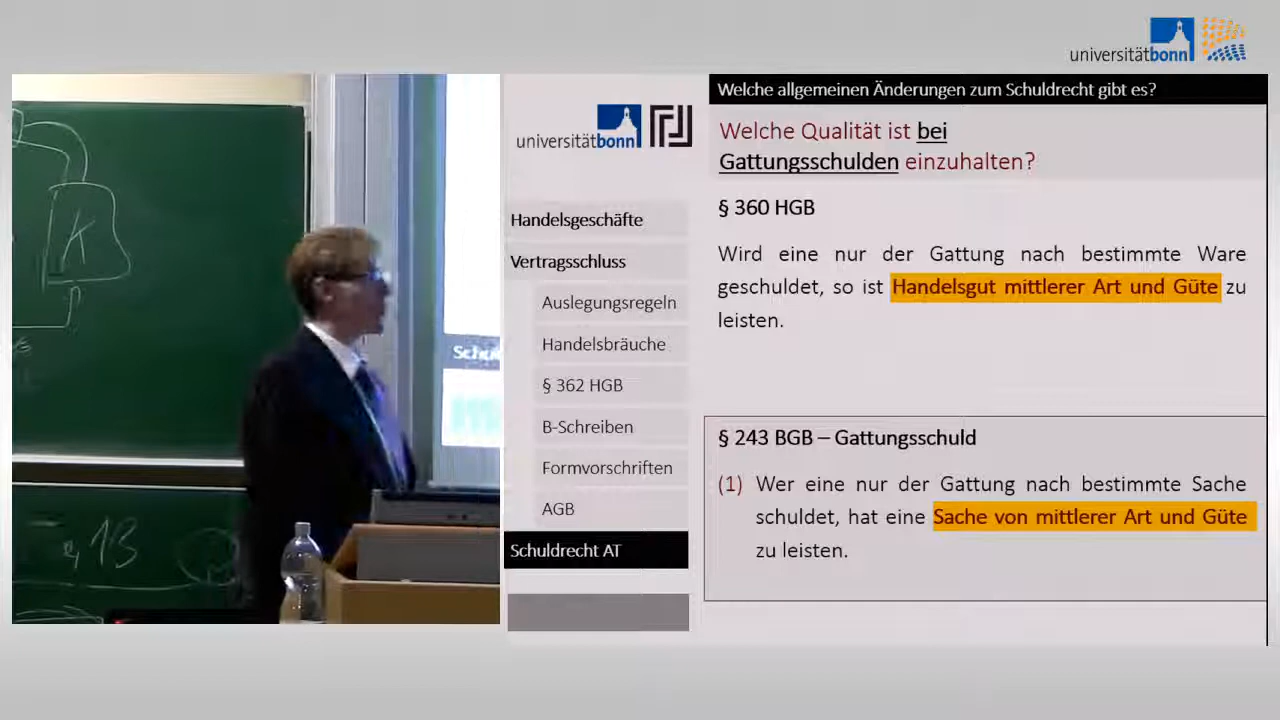 universitätbonn
Welche allgemeinen Änderungen zum Schuldrecht gibt es?
universitätbonn
Welche Qualität ist bei
Gattungsschulden einzuhalten?
§ 360 HGB
Wird eine nur der Gattung nach bestimmte Ware
geschuldet, so ist Handelsgut mittlerer Art und Güte zu
leisten.
§ 243 BGB – Gattungsschuld
(1) Wer eine nur der Gattung nach bestimmte Sache
schuldet, hat eine Sache von mittlerer Art und Güte
zu leisten.
Handelsgeschäfte
Vertragsschluss
Auslegungsregeln
Handelsbräuche
§ 362 HGB
B-Schreiben
Formvorschriften
AGB
Schuldrecht AT
K